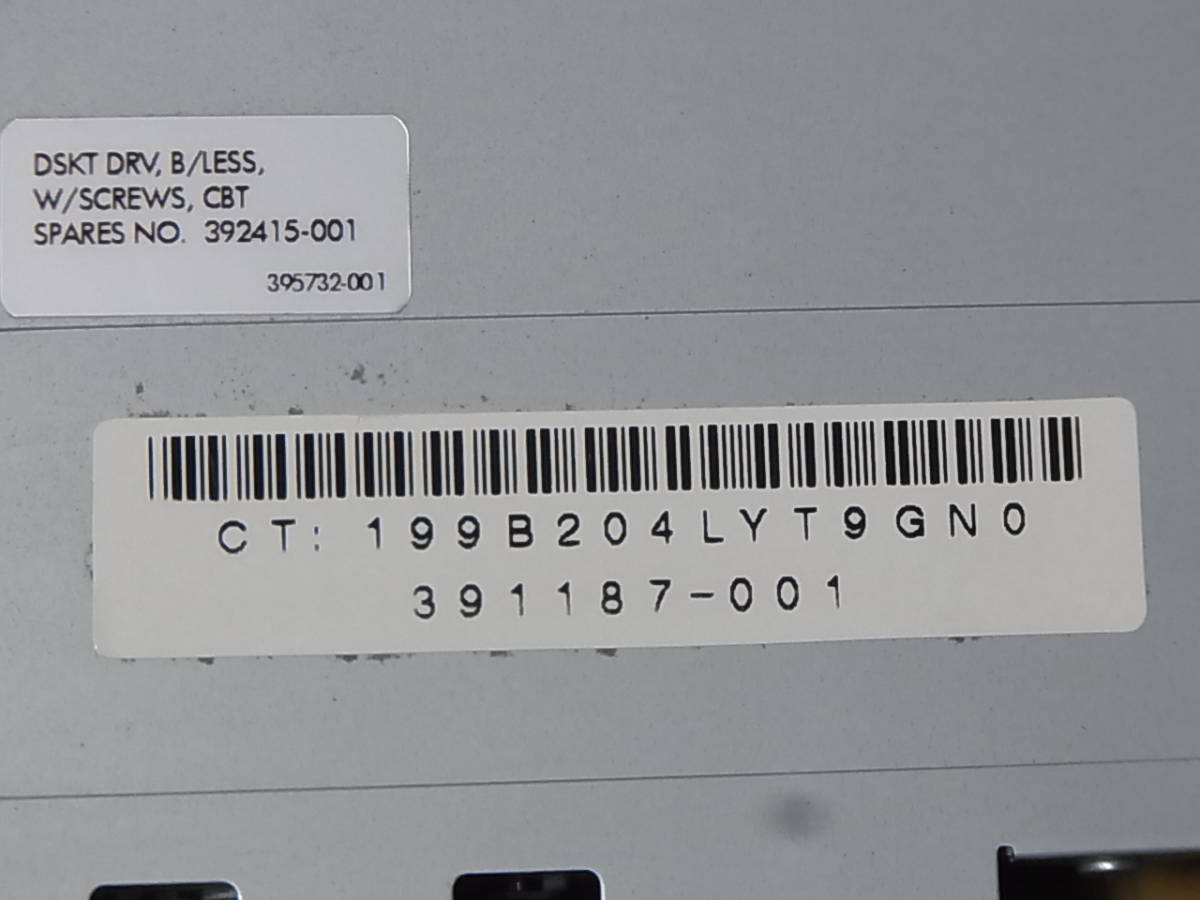 DSKT DRV, B/LESS,
W/SCREWS, CBT
SPARES NO. 392415-001
395732-001
CT: 199B204LYT9GN0
391187-001